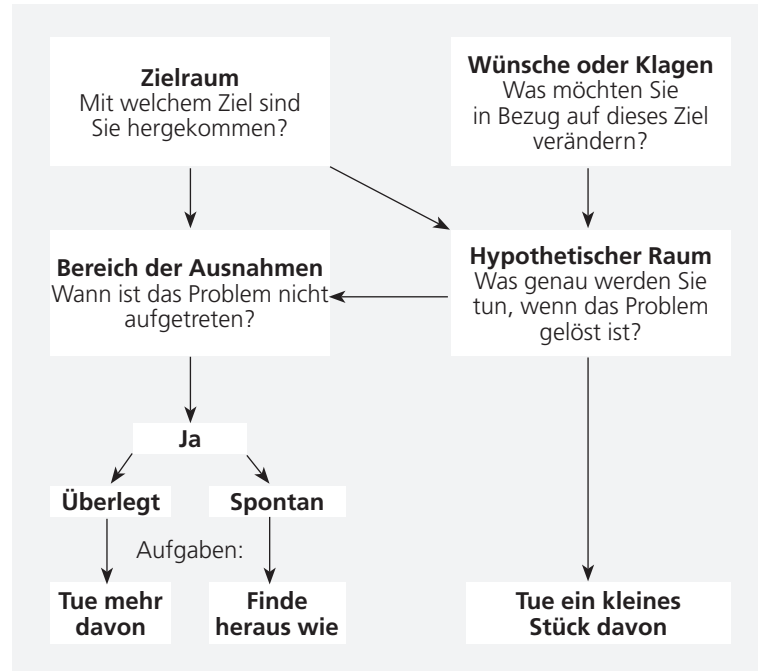 Zielraum
Mit welchem Ziel sind
Sie hergekommen?
Wünsche oder Klagen
Was möchten Sie
in Bezug auf dieses Ziel
verändern?
Bereich der Ausnahmen
Wann ist das Problem nicht
aufgetreten?
Hypothetischer Raum
Was genau werden Sie
tun, wenn das Problem
gelöst ist?
Ja
Überlegt
Spontan
Aufgaben:
Tue mehr
davon
Finde
heraus wie
Tue ein kleines
Stück davon